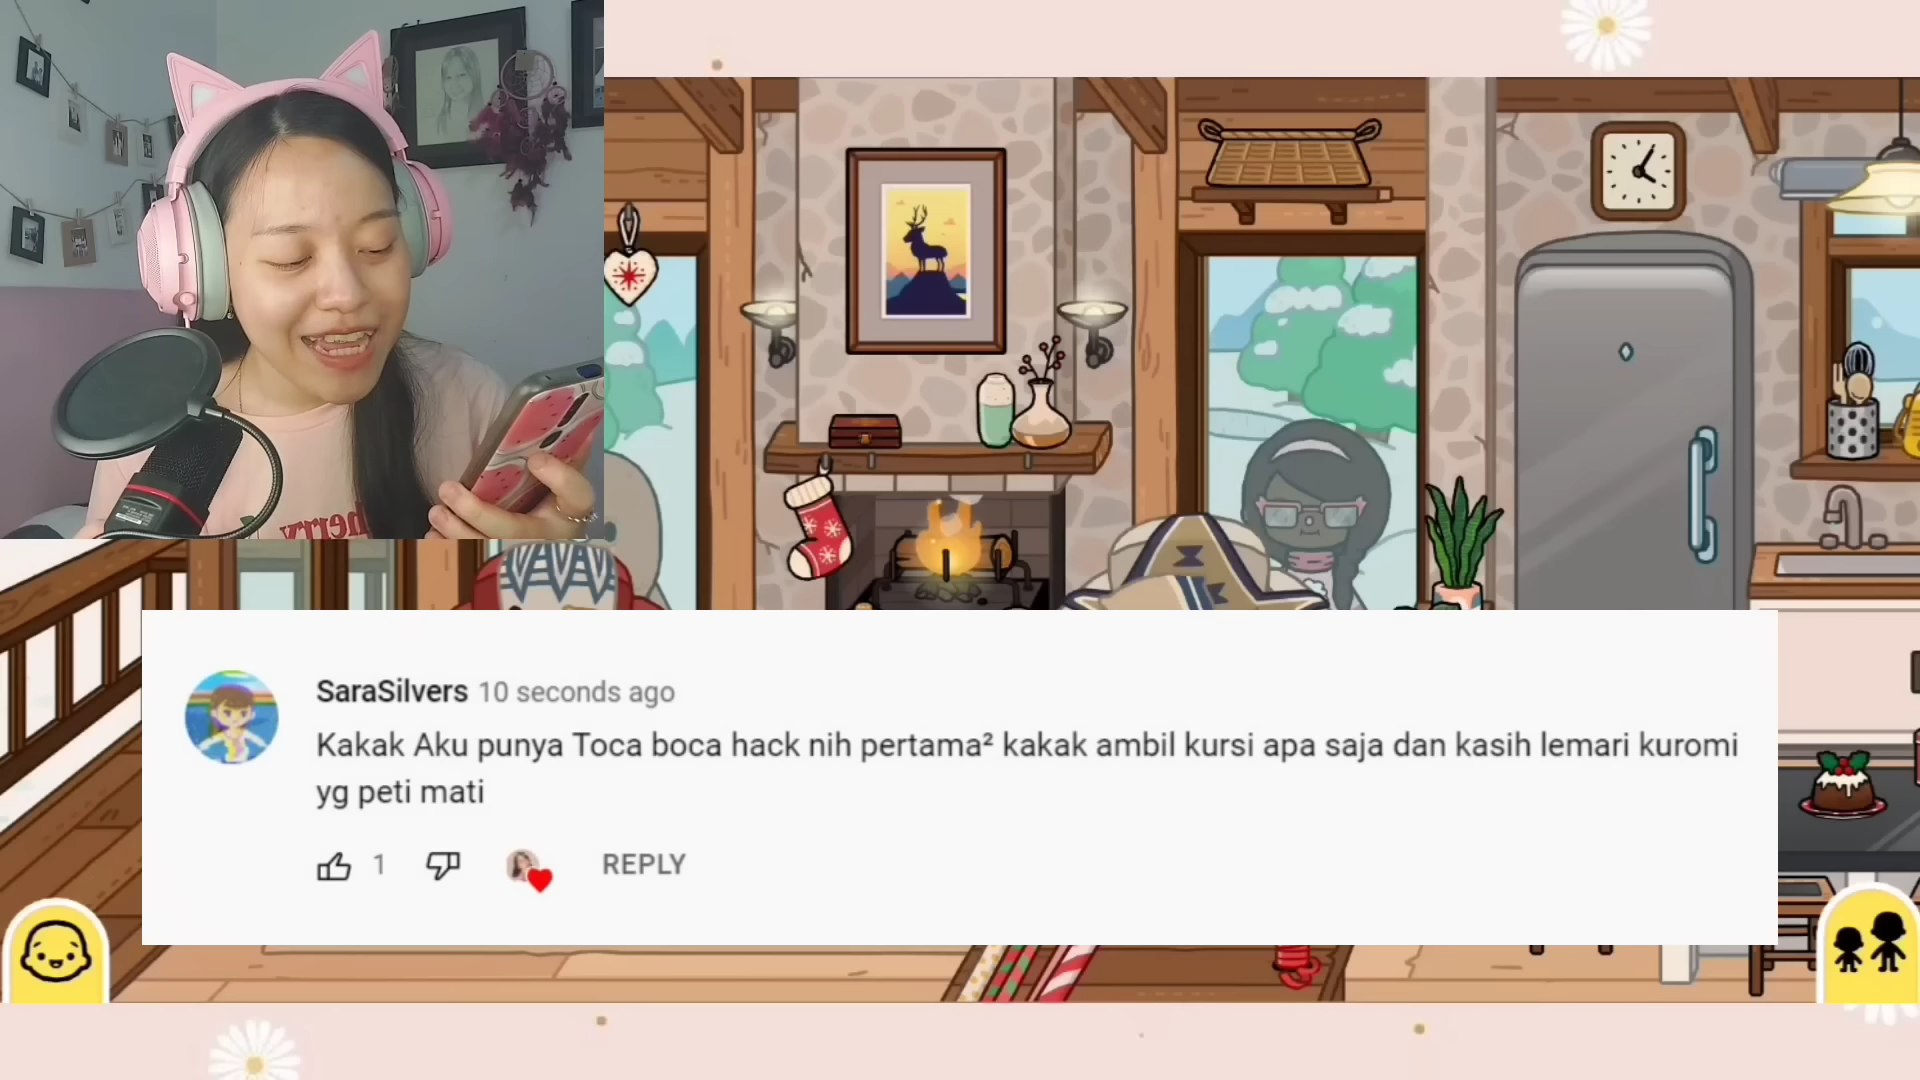 SaraSilvers 10 seconds ago
Kakak Aku punya Toca boca hack nih pertama² kakak ambil kursi apa saja dan kasih lemari kuromi
yg peti mati
1 REPLY